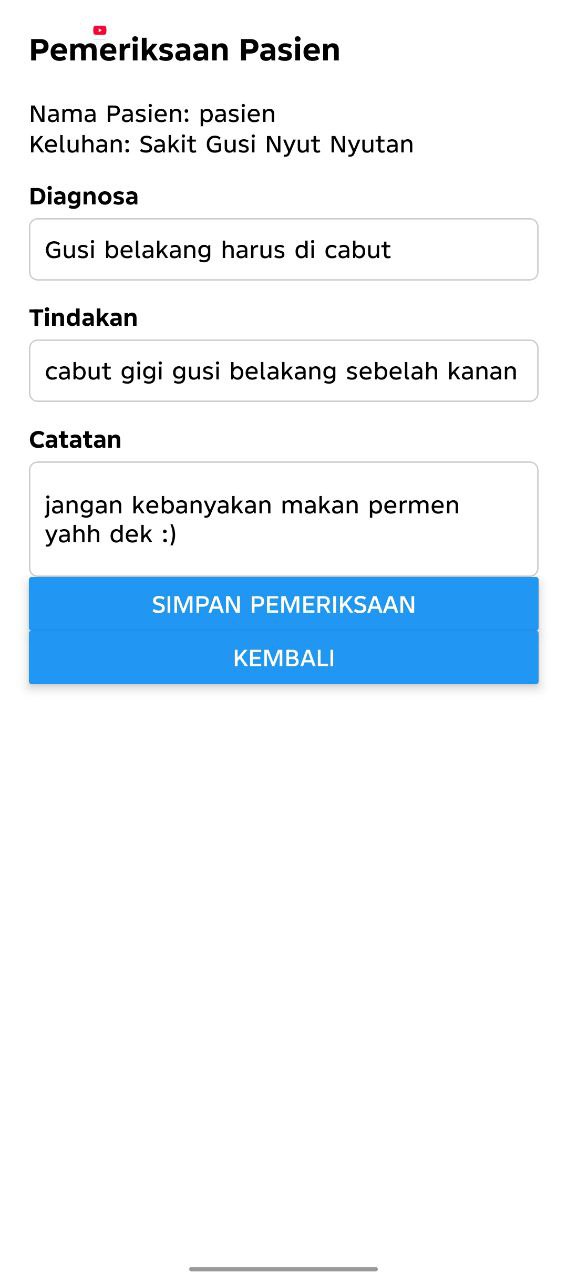 Pemeriksaan Pasien
Nama Pasien: pasien
Keluhan: Sakit Gusi Nyut Nyutan
Diagnosa
Gusi belakang harus di cabut
Tindakan
cabut gigi gusi belakang sebelah kanan
Catatan
jangan kebanyakan makan permen
yahh dek :)
SIMPAN PEMERIKSAAN
KEMBALI